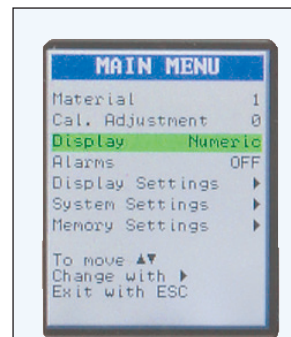 MAIN MENU
Material 1
Cal. Adjustment 0
Display Numeric
Alarms OFF
Display Settings ▶
System Settings ▶
Memory Settings ▶
To move ▲▼
Change with ▶
Exit with ESC